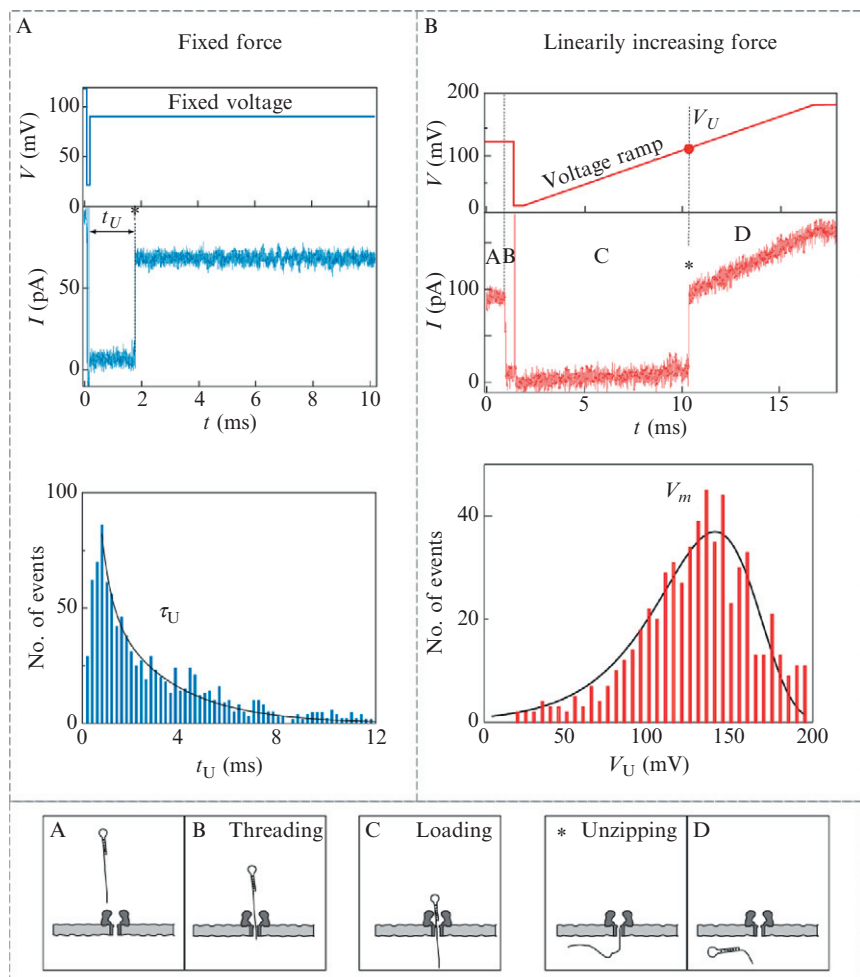 A
Fixed force
100
50
0
V (mV)
Fixed voltage
50
0
I (pA)
t_U
*
0 2 4 6 8 10
t (ms)
100
50
0
No. of events
τ_U
0 4 8 12
t_U (ms)
B
Linearily increasing force
200
100
0
V (mV)
Voltage ramp
V_U
100
0
I (pA)
AB C * D
0 5 10 15
t (ms)
40
20
0
No. of events
V_m
0 50 100 150 200
V_U (mV)
A
B Threading
C Loading
* Unzipping
D